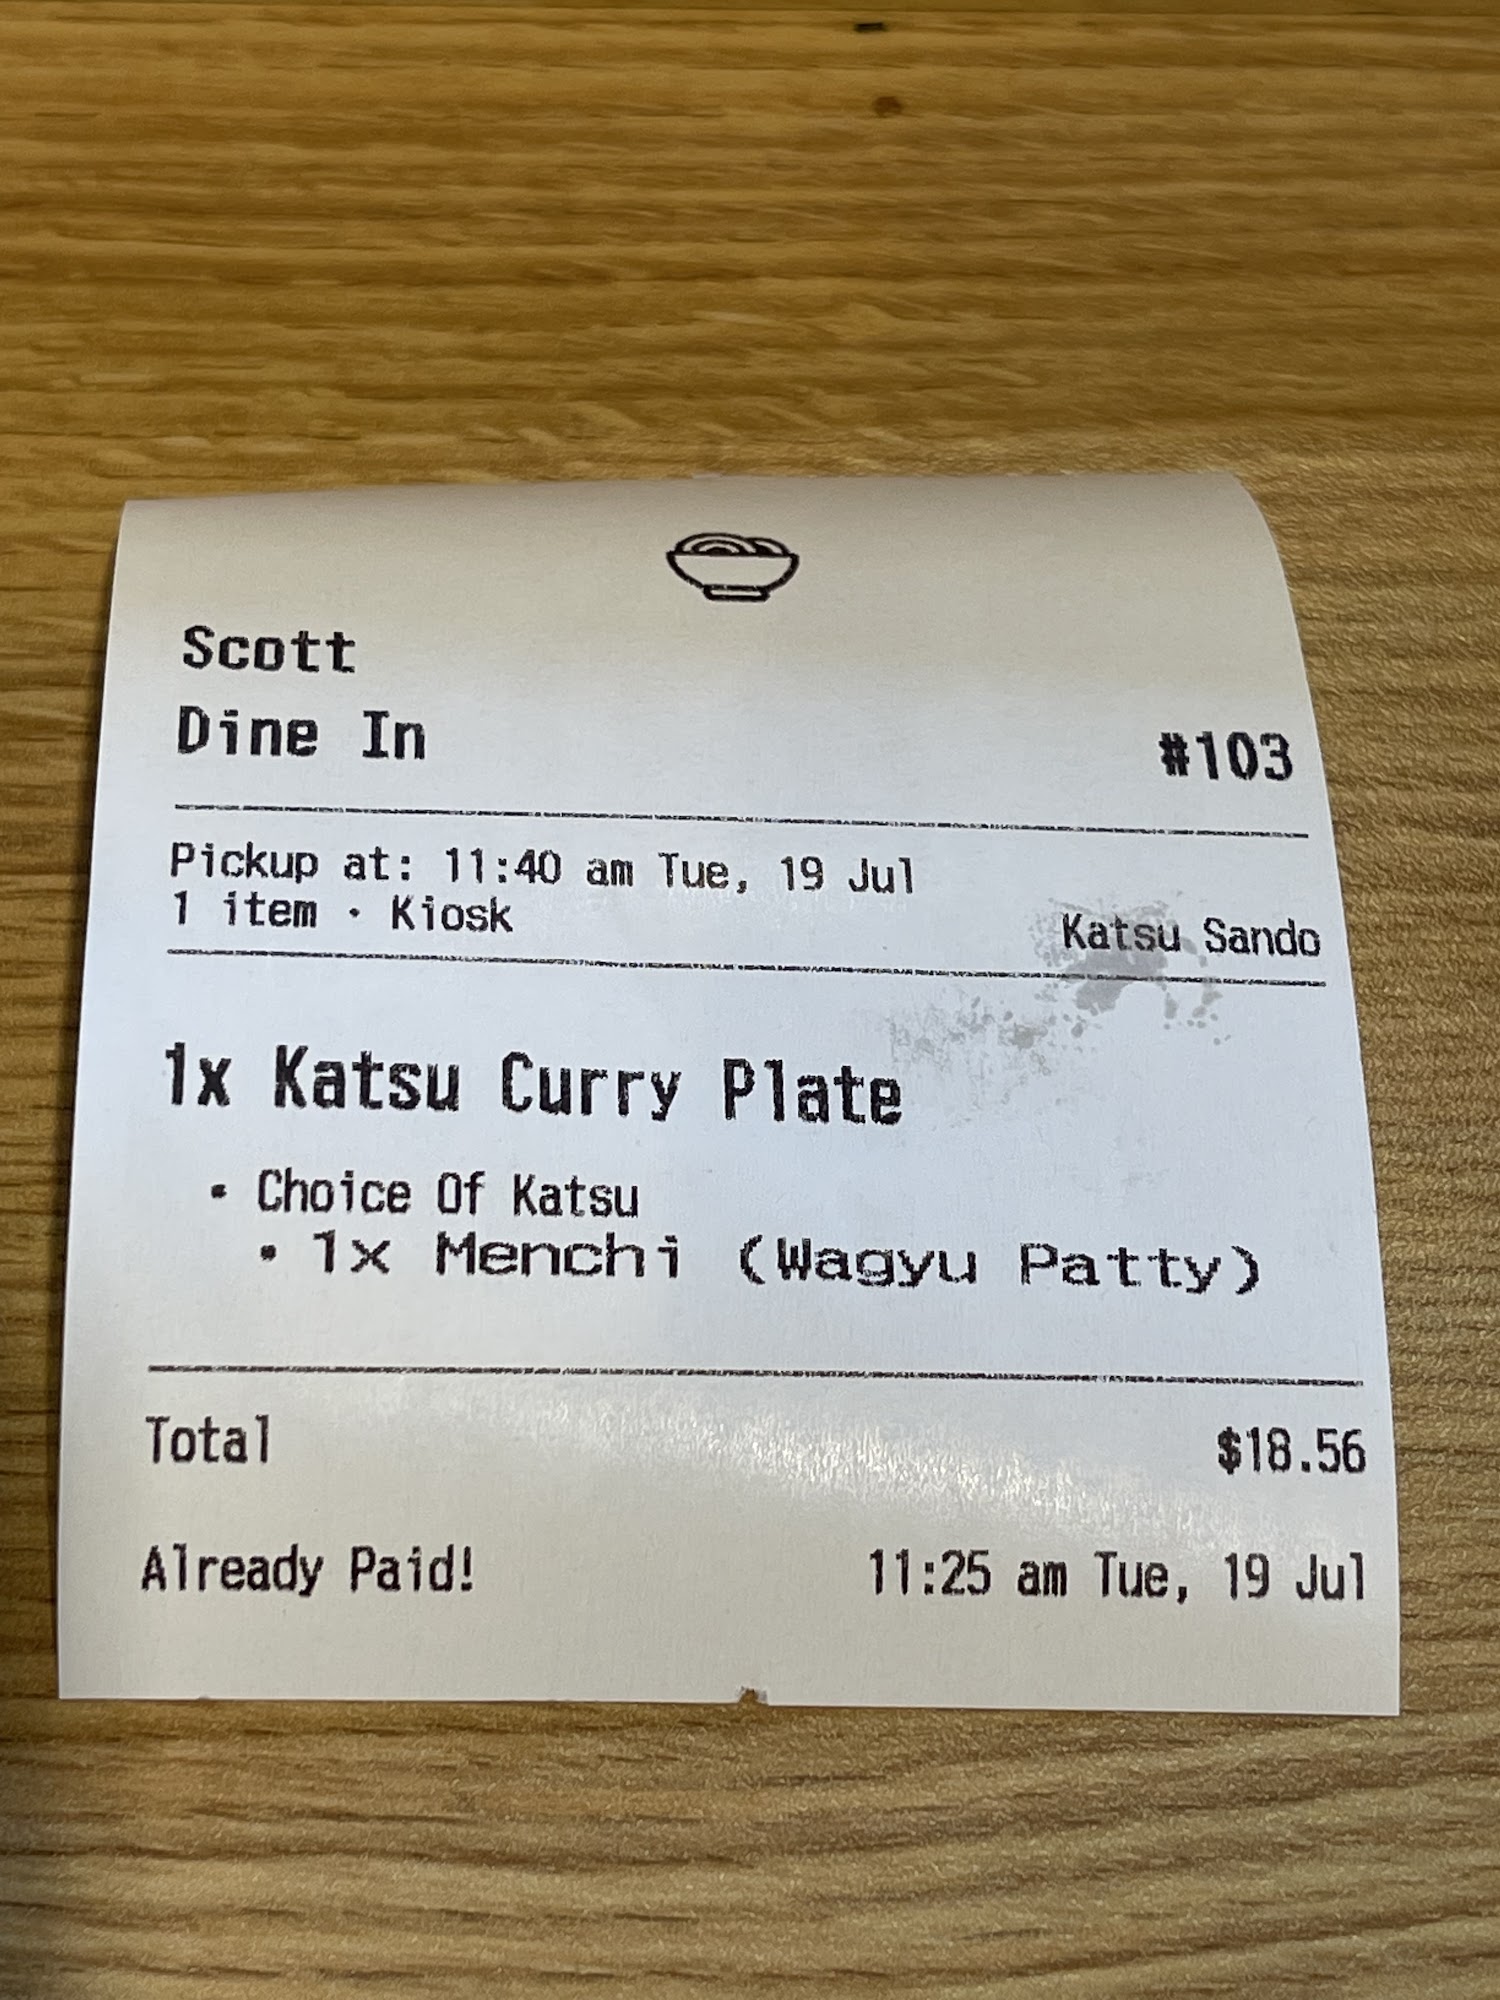 Scott
Dine In #103
Pickup at: 11:40 am Tue, 19 Jul
1 item · Kiosk Katsu Sando
1x Katsu Curry Plate
• Choice Of Katsu
• 1x Menchi (Wagyu Patty)
Total $18.56
Already Paid! 11:25 am Tue, 19 Jul